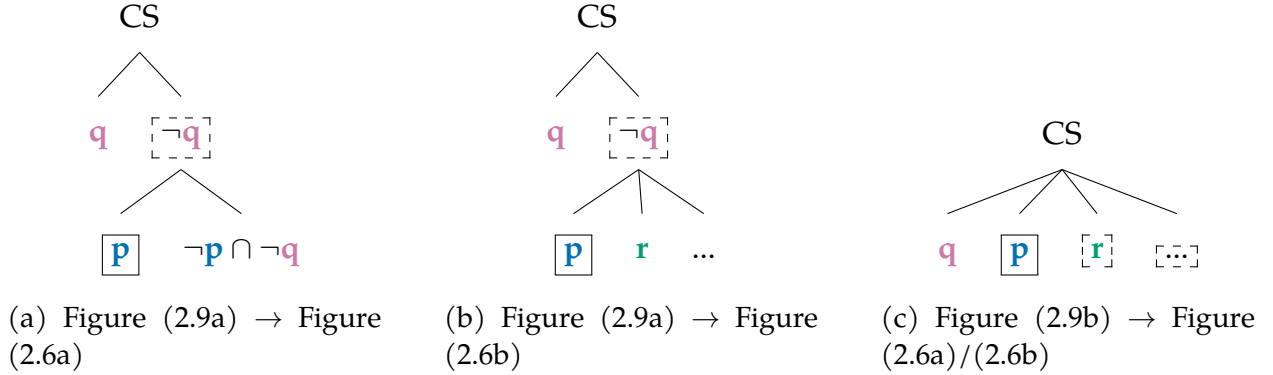 CS
q ¬q
p ¬p ∩ ¬q
(a) Figure (2.9a) → Figure
(2.6a)
CS
q ¬q
p r ...
(b) Figure (2.9a) → Figure
(2.6b)
CS
q p r ...
(c) Figure (2.9b) → Figure
(2.6a)/(2.6b)